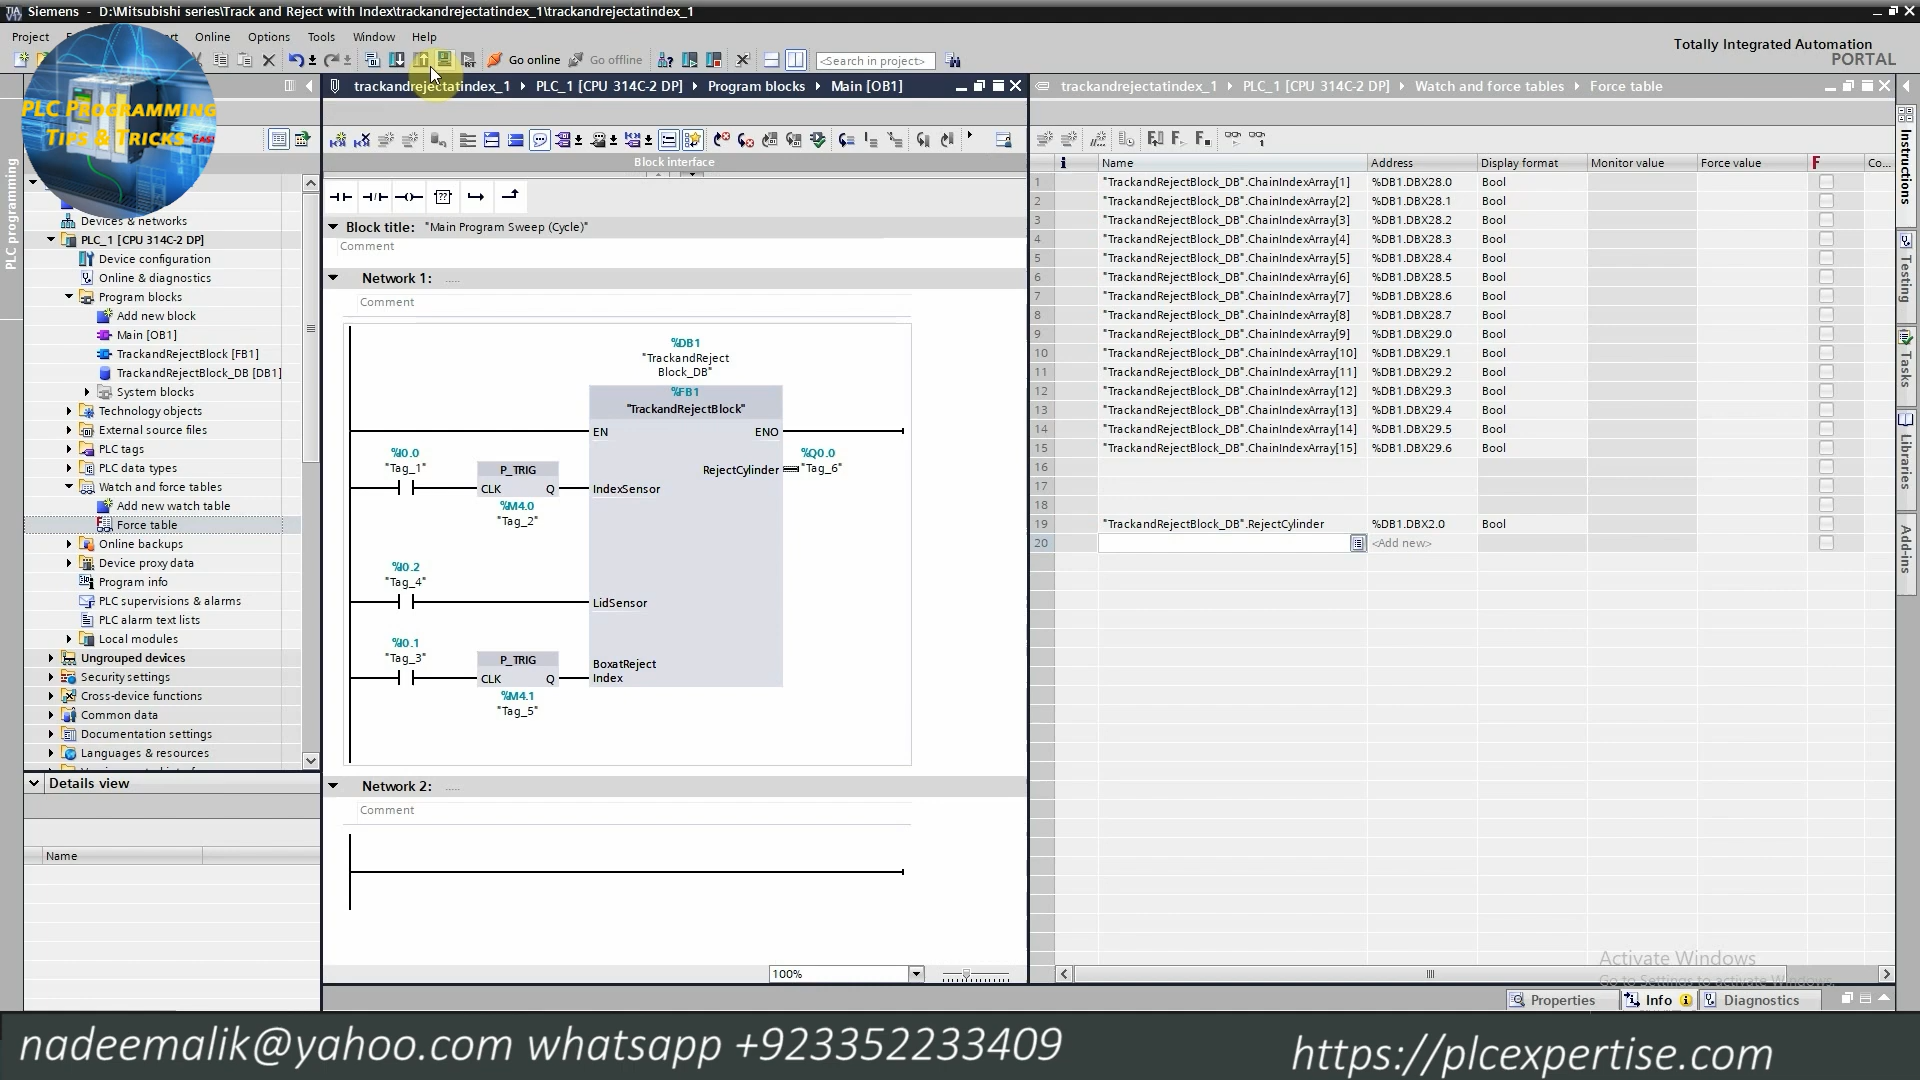 Siemens - D:\Mitsubishi series\Track and Reject with Index\trackandrejectatindex_1\trackandrejectatindex_1
Project
Online Options Tools Window Help
Go online Go offline <Search in project>
Totally Integrated Automation
PORTAL
PLC PROGRAMMING
TIPS & TRICKS EASY
PLC programming
Devices & networks
PLC_1 [CPU 314C-2 DP]
Device configuration
Online & diagnostics
Program blocks
Add new block
Main [OB1]
TrackandRejectBlock [FB1]
TrackandRejectBlock_DB [DB1]
System blocks
Technology objects
External source files
PLC tags
PLC data types
Watch and force tables
Add new watch table
Force table
Online backups
Device proxy data
Program info
PLC supervisions & alarms
PLC alarm text lists
Local modules
Ungrouped devices
Security settings
Cross-device functions
Common data
Documentation settings
Languages & resources
Details view
Name
trackandrejectatindex_1 PLC_1 [CPU 314C-2 DP] Program blocks Main [OB1]
Block interface
Block title: "Main Program Sweep (Cycle)"
Comment
Network 1: .....
Comment
%DB1
"TrackandReject
Block_DB"
%FB1
"TrackandRejectBlock"
EN ENO
%I0.0
"Tag_1"
P_TRIG
CLK Q
%M4.0
"Tag_2"
IndexSensor
RejectCylinder
%Q0.0
"Tag_6"
%I0.2
"Tag_4"
LidSensor
%I0.1
"Tag_3"
P_TRIG
CLK Q
%M4.1
"Tag_5"
BoxatReject
Index
Network 2: .....
Comment
100%
trackandrejectatindex_1 PLC_1 [CPU 314C-2 DP] Watch and force tables Force table
i Name Address Display format Monitor value Force value F Co...
1 "TrackandRejectBlock_DB".ChainIndexArray[1] %DB1.DBX28.0 Bool
2 "TrackandRejectBlock_DB".ChainIndexArray[2] %DB1.DBX28.1 Bool
3 "TrackandRejectBlock_DB".ChainIndexArray[3] %DB1.DBX28.2 Bool
4 "TrackandRejectBlock_DB".ChainIndexArray[4] %DB1.DBX28.3 Bool
5 "TrackandRejectBlock_DB".ChainIndexArray[5] %DB1.DBX28.4 Bool
6 "TrackandRejectBlock_DB".ChainIndexArray[6] %DB1.DBX28.5 Bool
7 "TrackandRejectBlock_DB".ChainIndexArray[7] %DB1.DBX28.6 Bool
8 "TrackandRejectBlock_DB".ChainIndexArray[8] %DB1.DBX28.7 Bool
9 "TrackandRejectBlock_DB".ChainIndexArray[9] %DB1.DBX29.0 Bool
10 "TrackandRejectBlock_DB".ChainIndexArray[10] %DB1.DBX29.1 Bool
11 "TrackandRejectBlock_DB".ChainIndexArray[11] %DB1.DBX29.2 Bool
12 "TrackandRejectBlock_DB".ChainIndexArray[12] %DB1.DBX29.3 Bool
13 "TrackandRejectBlock_DB".ChainIndexArray[13] %DB1.DBX29.4 Bool
14 "TrackandRejectBlock_DB".ChainIndexArray[14] %DB1.DBX29.5 Bool
15 "TrackandRejectBlock_DB".ChainIndexArray[15] %DB1.DBX29.6 Bool
16
17
18
19 "TrackandRejectBlock_DB".RejectCylinder %DB1.DBX2.0 Bool
20 <Add new>
Instructions
Testing
Tasks
Libraries
Add-ins
Activate Windows
Go to Settings to activate Windows.
Properties Info Diagnostics
nadeemalik@yahoo.com whatsapp +923352233409
https://plcexpertise.com